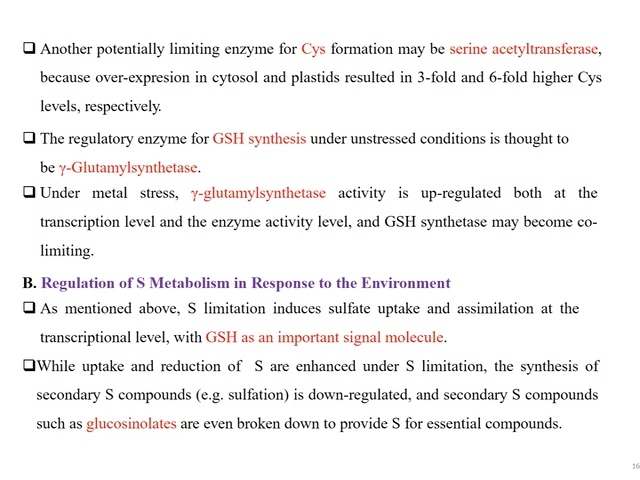 ❑ Another potentially limiting enzyme for Cys formation may be serine acetyltransferase,
because over-expresion in cytosol and plastids resulted in 3-fold and 6-fold higher Cys
levels, respectively.
❑ The regulatory enzyme for GSH synthesis under unstressed conditions is thought to
be γ-Glutamylsynthetase.
❑ Under metal stress, γ-glutamylsynthetase activity is up-regulated both at the
transcription level and the enzyme activity level, and GSH synthetase may become co-
limiting.
B. Regulation of S Metabolism in Response to the Environment
❑ As mentioned above, S limitation induces sulfate uptake and assimilation at the
transcriptional level, with GSH as an important signal molecule.
❑While uptake and reduction of S are enhanced under S limitation, the synthesis of
secondary S compounds (e.g. sulfation) is down-regulated, and secondary S compounds
such as glucosinolates are even broken down to provide S for essential compounds.
16